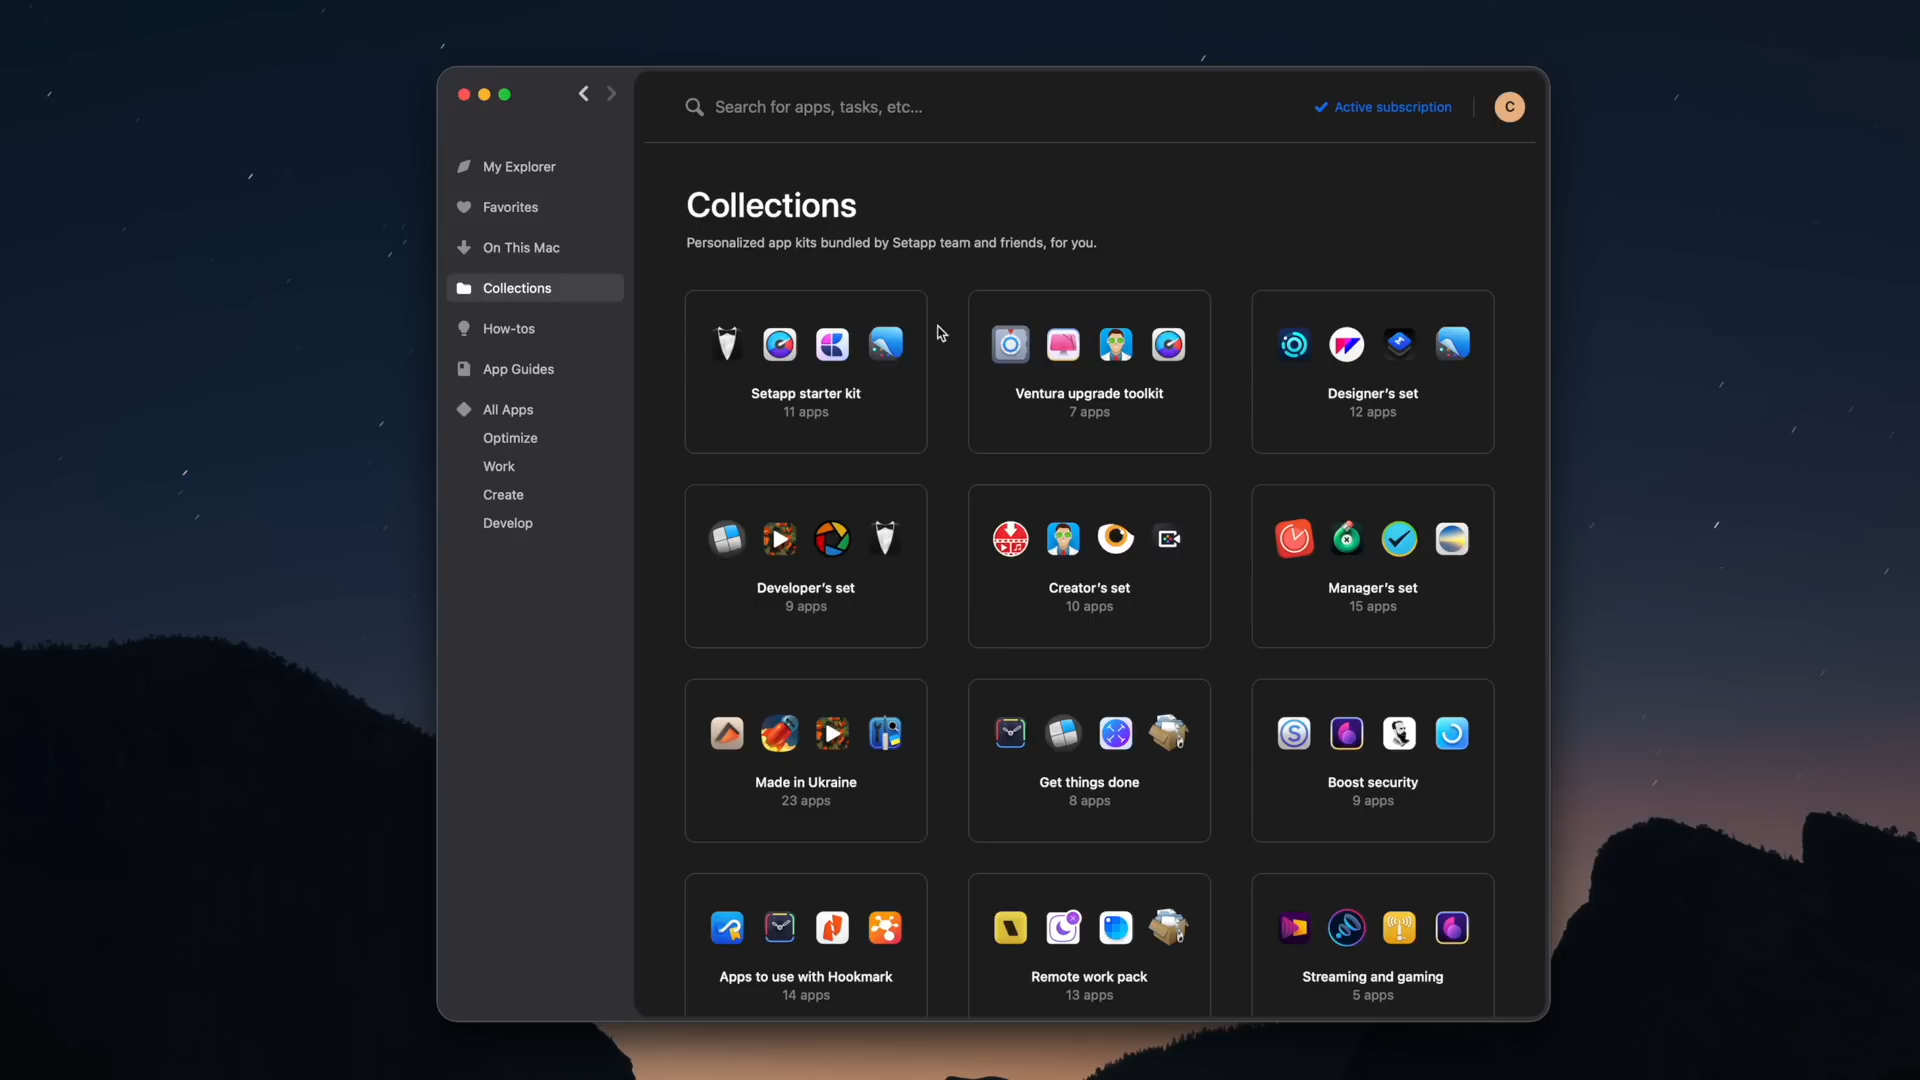 Search for apps, tasks, etc...
Active subscription
C
My Explorer
Favorites
On This Mac
Collections
How-tos
App Guides
All Apps
Optimize
Work
Create
Develop
Collections
Personalized app kits bundled by Setapp team and friends, for you.
Setapp starter kit
11 apps
Ventura upgrade toolkit
7 apps
Designer's set
12 apps
Developer's set
9 apps
Creator's set
10 apps
Manager's set
15 apps
Made in Ukraine
23 apps
Get things done
8 apps
Boost security
9 apps
Apps to use with Hookmark
14 apps
Remote work pack
13 apps
Streaming and gaming
5 apps